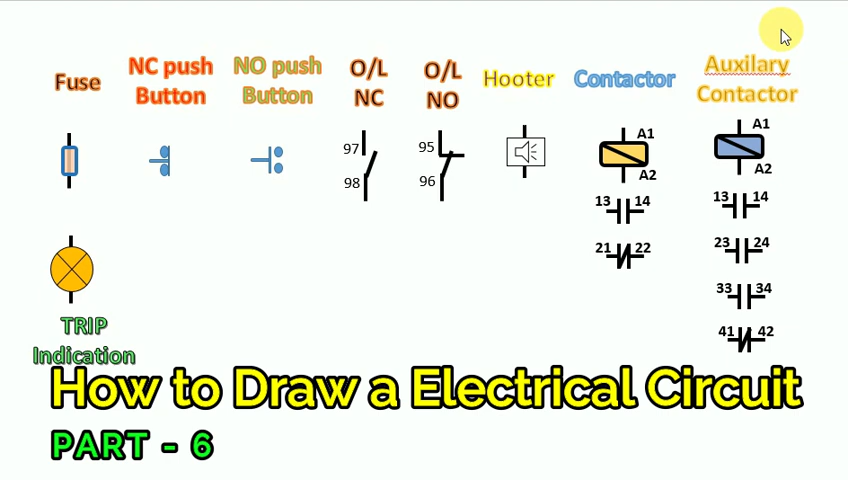 Fuse
NC push
Button
NO push
Button
O/L
NC
O/L
NO
Hooter
Contactor
Auxilary
Contactor
97
98
95
96
A1
A2
13 14
21 22
A1
A2
13 14
23 24
33 34
41 42
TRIP
Indication
How to Draw a Electrical Circuit
PART - 6